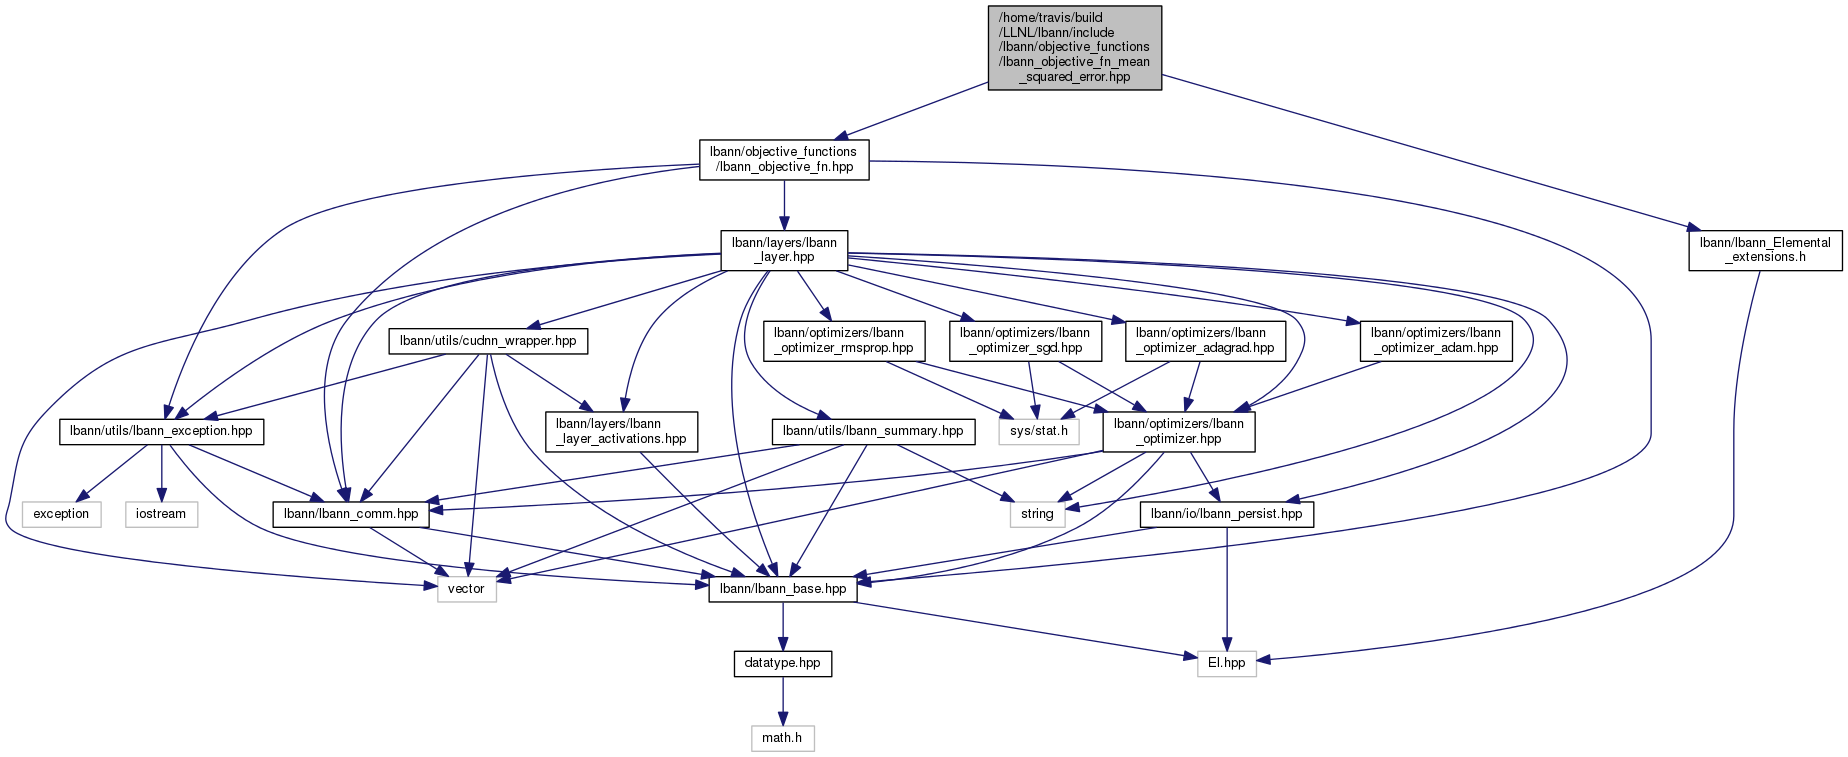 /home/travis/build
/LLNL/lbann/include
/lbann/objective_functions
/lbann_objective_fn_mean
_squared_error.hpp
lbann/objective_functions
/lbann_objective_fn.hpp
lbann/layers/lbann
_layer.hpp
lbann/lbann_Elemental
_extensions.h
lbann/utils/cudnn_wrapper.hpp
lbann/optimizers/lbann
_optimizer_rmsprop.hpp
lbann/optimizers/lbann
_optimizer_sgd.hpp
lbann/optimizers/lbann
_optimizer_adagrad.hpp
lbann/optimizers/lbann
_optimizer_adam.hpp
lbann/utils/lbann_exception.hpp
lbann/layers/lbann
_layer_activations.hpp
lbann/utils/lbann_summary.hpp
sys/stat.h
lbann/optimizers/lbann
_optimizer.hpp
exception
iostream
lbann/lbann_comm.hpp
string
lbann/io/lbann_persist.hpp
vector
lbann/lbann_base.hpp
datatype.hpp
El.hpp
math.h